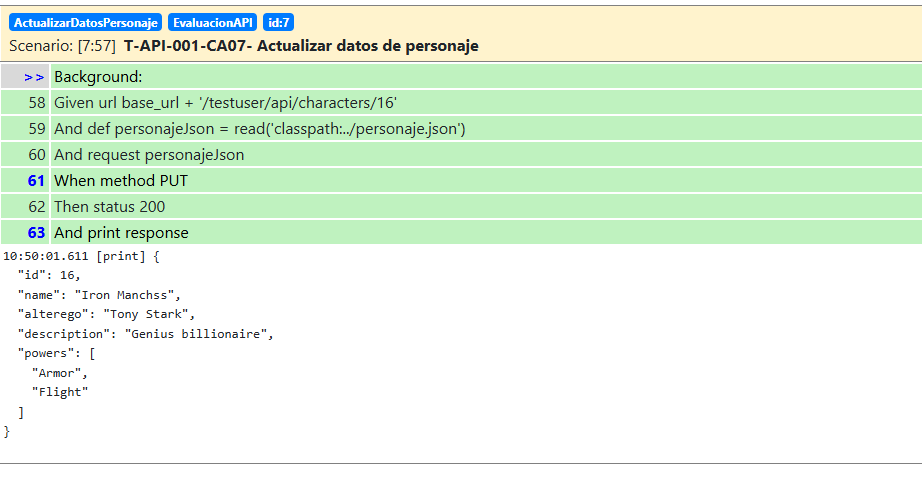 ActualizarDatosPersonaje EvaluacionAPI id:7
Scenario: [7:57] T-API-001-CA07- Actualizar datos de personaje
>> Background:
58 Given url base_url + '/testuser/api/characters/16'
59 And def personajeJson = read('classpath:../personaje.json')
60 And request personajeJson
61 When method PUT
62 Then status 200
63 And print response
10:50:01.611 [print] {
  "id": 16,
  "name": "Iron Manchss",
  "alterego": "Tony Stark",
  "description": "Genius billionaire",
  "powers": [
    "Armor",
    "Flight"
  ]
}